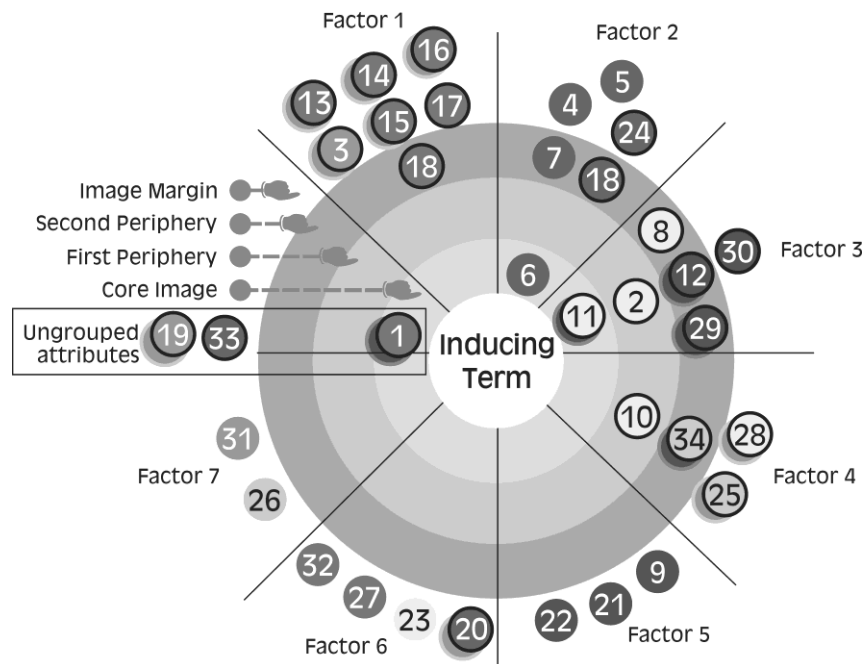 Factor 1
Factor 2
16
14
13
17
15
3
18
5
4
24
7
18
Image Margin
Second Periphery
First Periphery
Core Image
8
30
Factor 3
12
6
2
11
29
Ungrouped
attributes
19
33
1
Inducing
Term
10
34
28
25
Factor 4
31
Factor 7
26
32
27
23
20
Factor 6
9
21
22
Factor 5